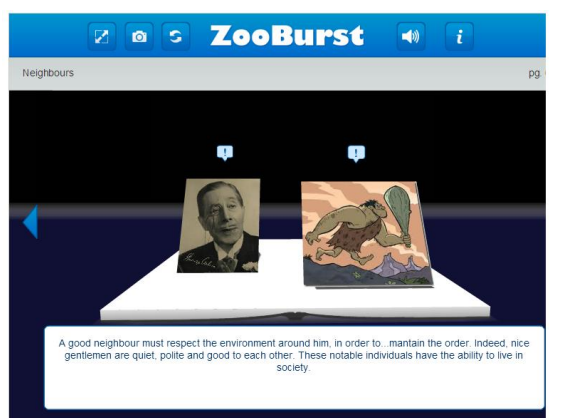 ZooBurst
Neighbours
pg.
!
!
A good neighbour must respect the environment around him, in order to...mantain the order. Indeed, nice
gentlemen are quiet, polite and good to each other. These notable individuals have the ability to live in
society.